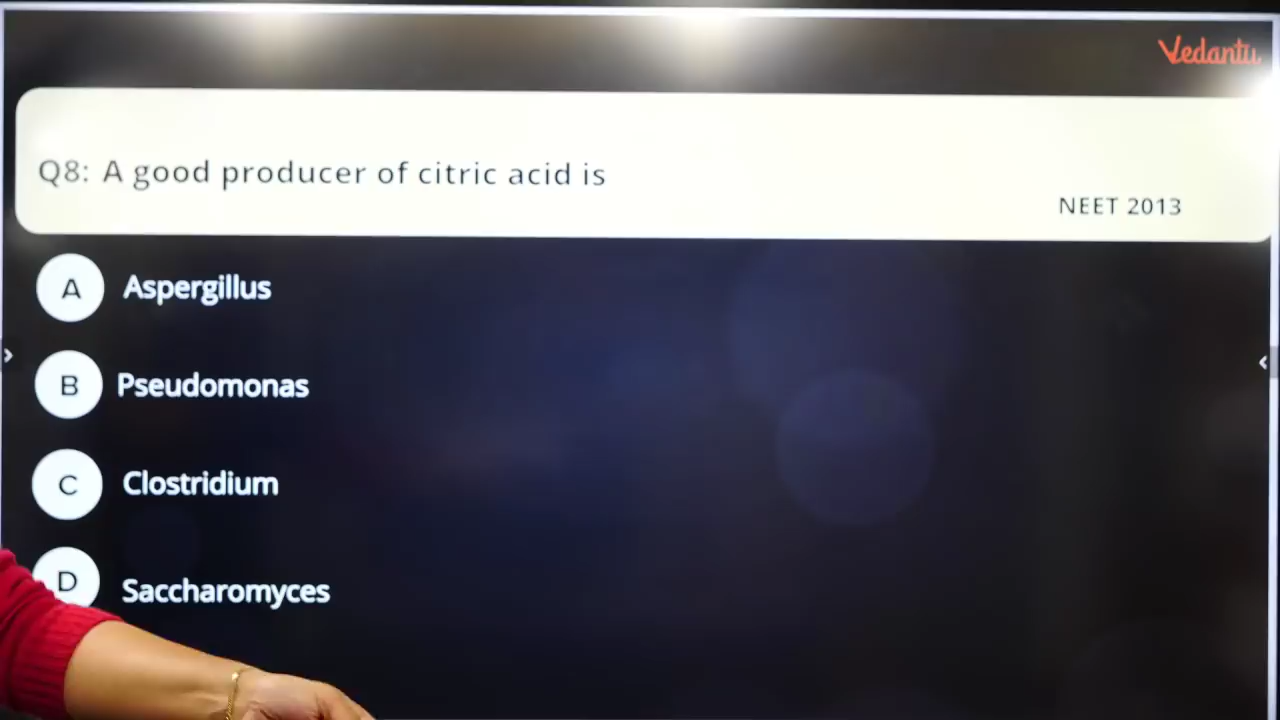 Vedantu
Q8: A good producer of citric acid is
NEET 2013
A Aspergillus
B Pseudomonas
C Clostridium
D Saccharomyces